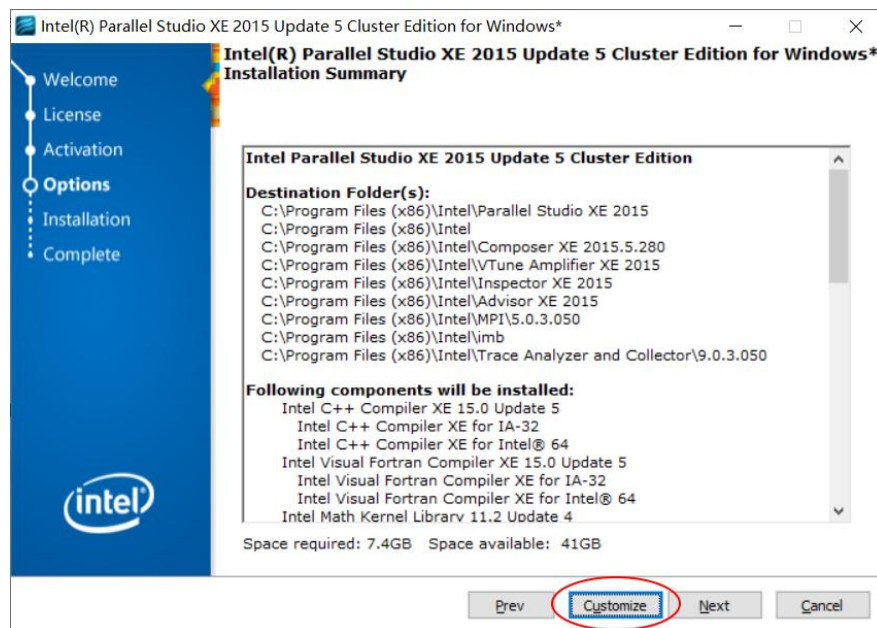 Intel(R) Parallel Studio XE 2015 Update 5 Cluster Edition for Windows*
Intel(R) Parallel Studio XE 2015 Update 5 Cluster Edition for Windows*
Installation Summary
Welcome
License
Activation
Options
Installation
Complete
intel
Intel Parallel Studio XE 2015 Update 5 Cluster Edition
Destination Folder(s):
C:\Program Files (x86)\Intel\Parallel Studio XE 2015
C:\Program Files (x86)\Intel
C:\Program Files (x86)\Intel\Composer XE 2015.5.280
C:\Program Files (x86)\Intel\VTune Amplifier XE 2015
C:\Program Files (x86)\Intel\Inspector XE 2015
C:\Program Files (x86)\Intel\Advisor XE 2015
C:\Program Files (x86)\Intel\MPI\5.0.3.050
C:\Program Files (x86)\Intel\imb
C:\Program Files (x86)\Intel\Trace Analyzer and Collector\9.0.3.050
Following components will be installed:
Intel C++ Compiler XE 15.0 Update 5
Intel C++ Compiler XE for IA-32
Intel C++ Compiler XE for Intel® 64
Intel Visual Fortran Compiler XE 15.0 Update 5
Intel Visual Fortran Compiler XE for IA-32
Intel Visual Fortran Compiler XE for Intel® 64
Intel Math Kernel Library 11.2 Update 4
Space required: 7.4GB Space available: 41GB
Prev Customize Next Cancel